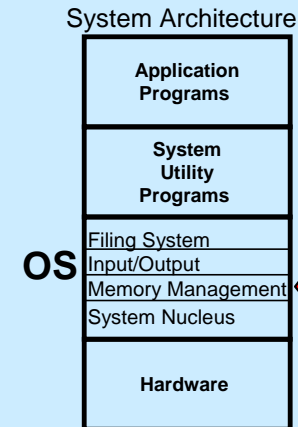 System Architecture
Application
Programs
System
Utility
Programs
OS
Filing System
Input/Output
Memory Management
System Nucleus
Hardware